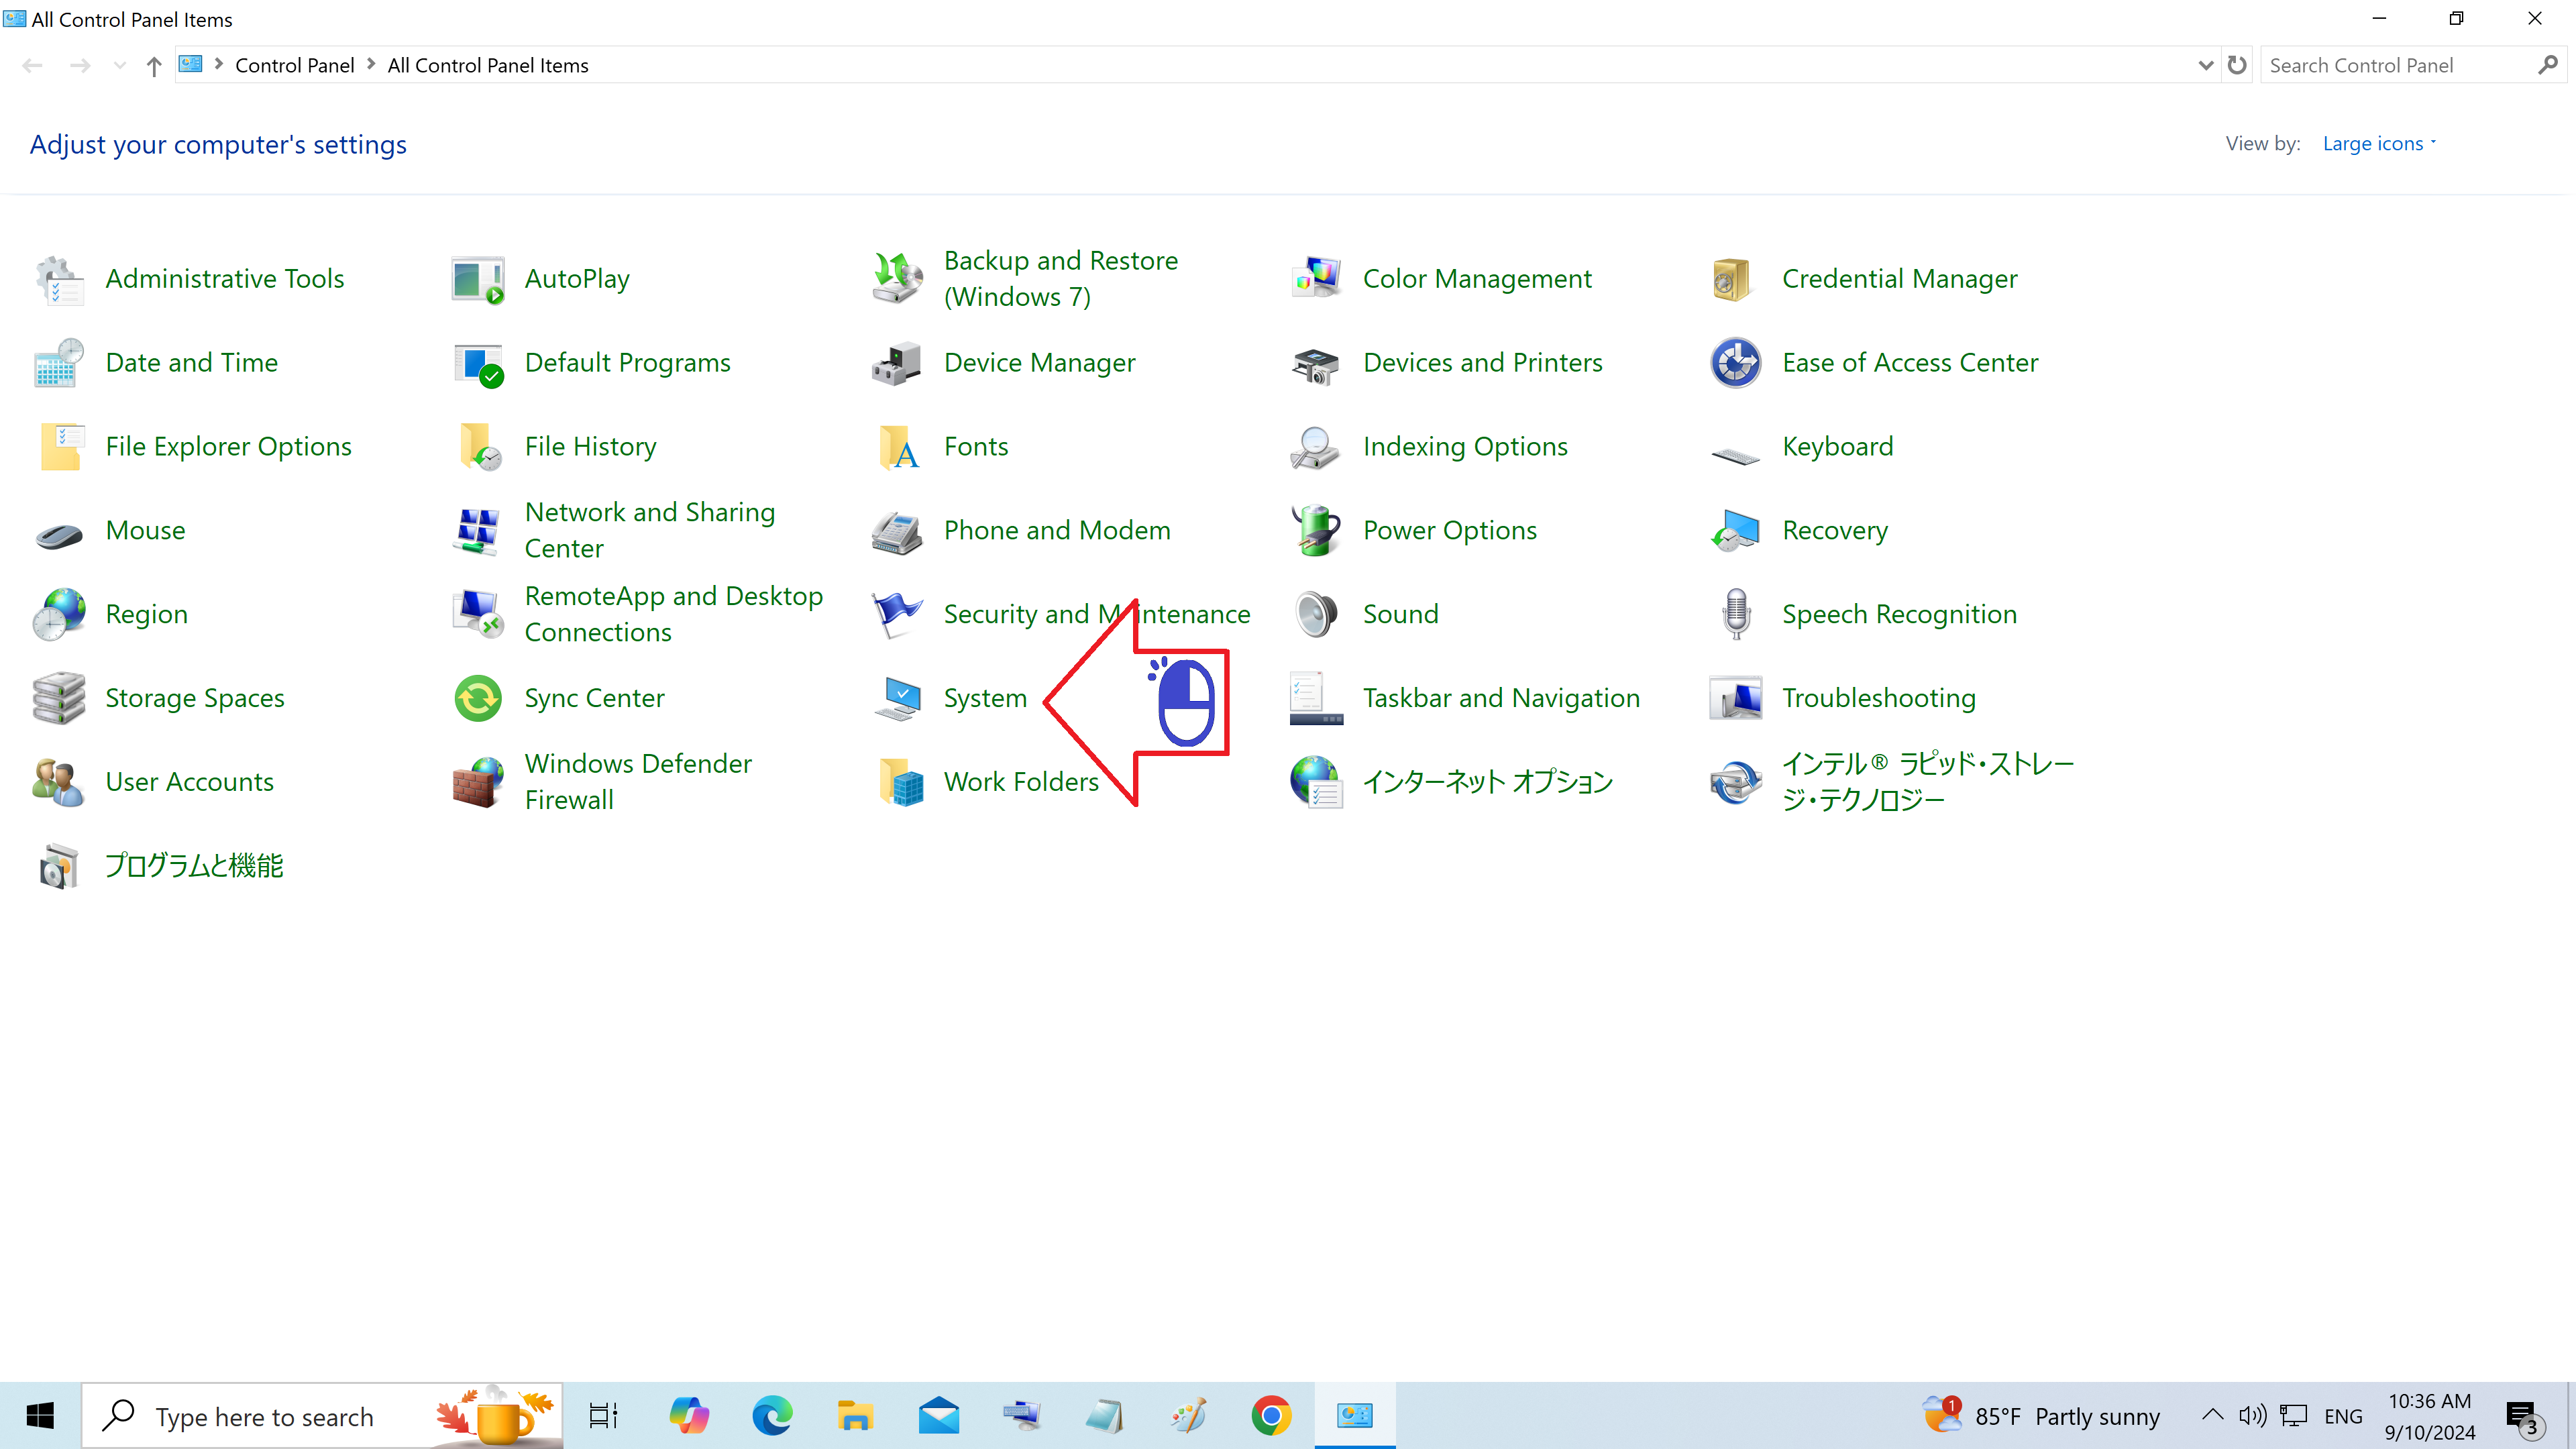 All Control Panel Items
Control Panel
All Control Panel Items
Search Control Panel
Adjust your computer's settings
View by:
Large icons
Administrative Tools
AutoPlay
Backup and Restore
(Windows 7)
Color Management
Credential Manager
Date and Time
Default Programs
Device Manager
Devices and Printers
Ease of Access Center
File Explorer Options
File History
Fonts
Indexing Options
Keyboard
Mouse
Network and Sharing
Center
Phone and Modem
Power Options
Recovery
Region
RemoteApp and Desktop
Connections
Security and Maintenance
Sound
Speech Recognition
Storage Spaces
Sync Center
System
Taskbar and Navigation
Troubleshooting
User Accounts
Windows Defender
Firewall
Work Folders
インターネット オプション
インテル® ラピッド・ストレー
ジ・テクノロジー
プログラムと機能
Type here to search
1
85°F Partly sunny
ENG
10:36 AM
9/10/2024
3